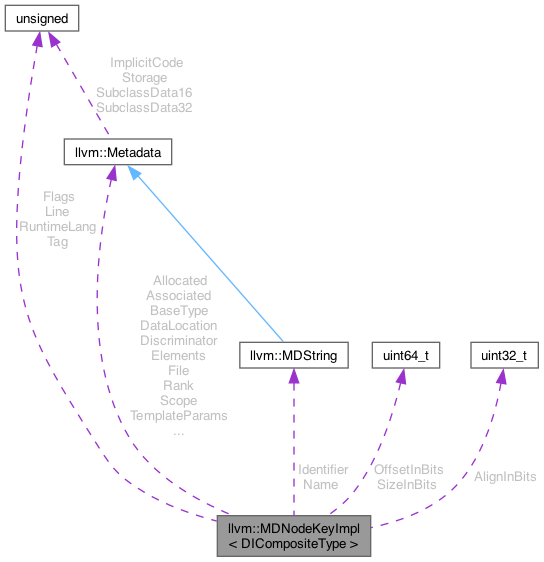 unsigned
ImplicitCode
Storage
SubclassData16
SubclassData32
llvm::Metadata
Flags
Line
RuntimeLang
Tag
Allocated
Associated
BaseType
DataLocation
Discriminator
Elements
File
Rank
Scope
TemplateParams
...
llvm::MDString
uint64_t
uint32_t
Identifier
Name
OffsetInBits
SizeInBits
AlignInBits
llvm::MDNodeKeyImpl
< DICompositeType >